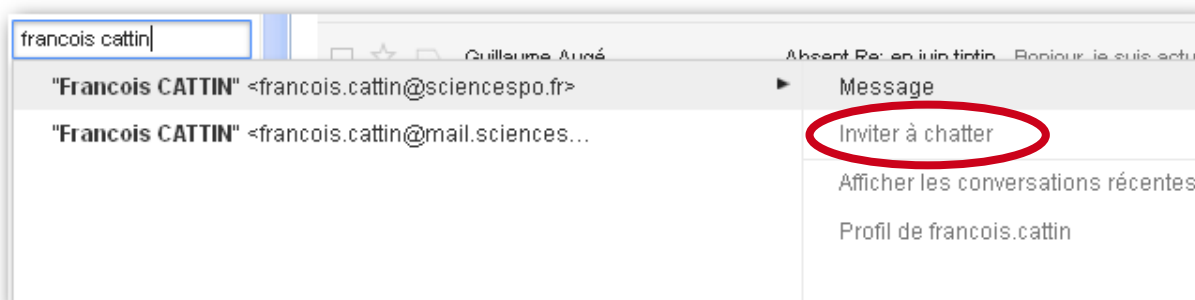 francois cattin
Guillaume Augé Absent Re: en juin tintin Bonjour, je suis actu
"Francois CATTIN" <francois.cattin@sciencespo.fr>
"Francois CATTIN" <francois.cattin@mail.sciences...
Message
Inviter à chatter
Afficher les conversations récentes
Profil de francois.cattin